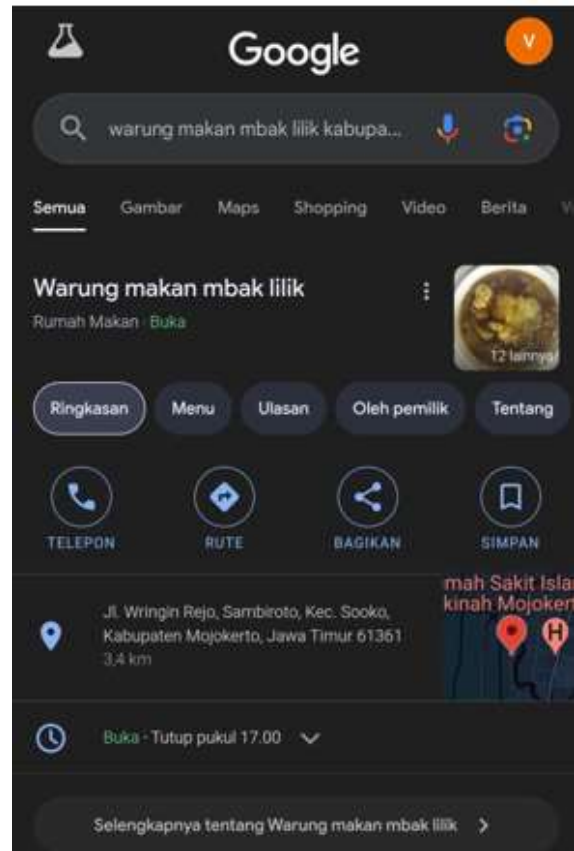 Google
V
warung makan mbak lilik kabupa...
Semua Gambar Maps Shopping Video Berita
Warung makan mbak lilik
Rumah Makan · Buka
12 lainnya
Ringkasan Menu Ulasan Oleh pemilik Tentang
TELEPON RUTE BAGIKAN SIMPAN
Jl. Wringin Rejo, Sambiroto, Kec. Sooko,
Kabupaten Mojokerto, Jawa Timur 61361
3,4 km
mah Sakit Isla
kinah Mojoker
H
Buka · Tutup pukul 17.00
Selengkapnya tentang Warung makan mbak lilik